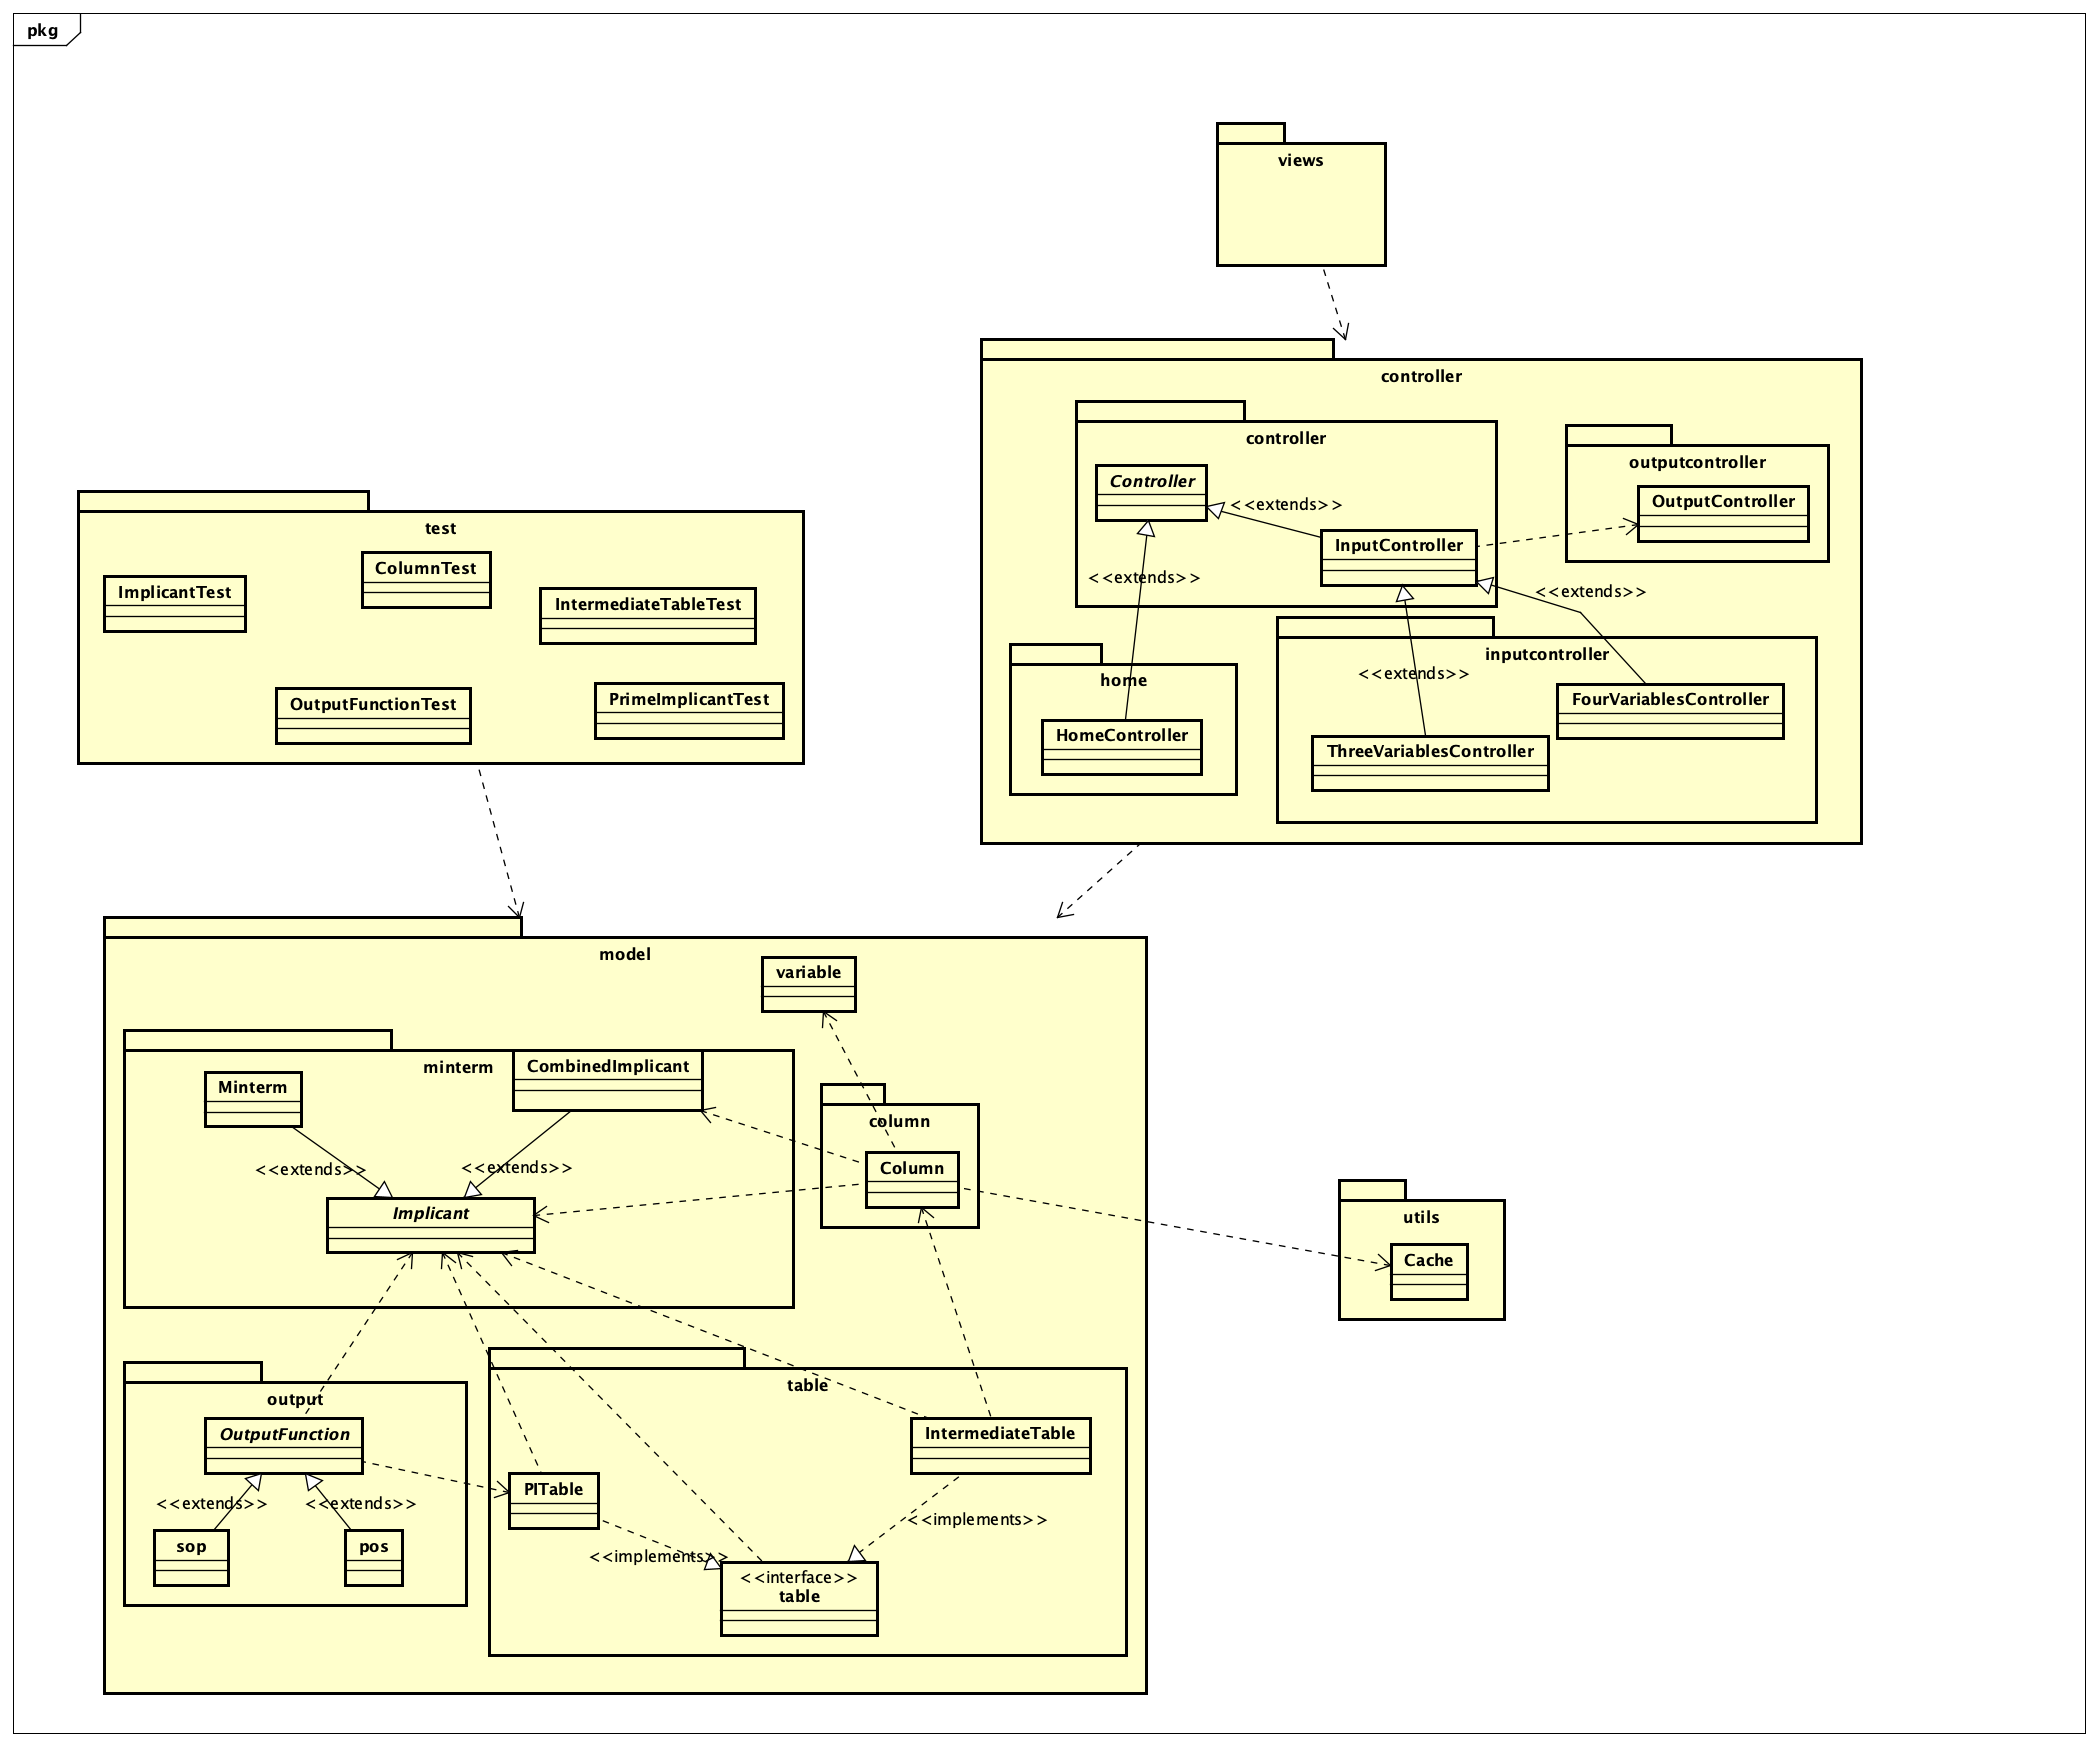 pkg
views
controller
controller
Controller
<<extends>>
InputController
<<extends>>
outputcontroller
OutputController
<<extends>>
home
HomeController
inputcontroller
<<extends>>
FourVariablesController
ThreeVariablesController
test
ImplicantTest
ColumnTest
IntermediateTableTest
OutputFunctionTest
PrimeImplicantTest
model
variable
minterm
Minterm
CombinedImplicant
<<extends>>
<<extends>>
Implicant
column
Column
utils
Cache
output
OutputFunction
<<extends>>
<<extends>>
sop
pos
table
IntermediateTable
PITable
<<implements>>
<<implements>>
<<interface>>
table